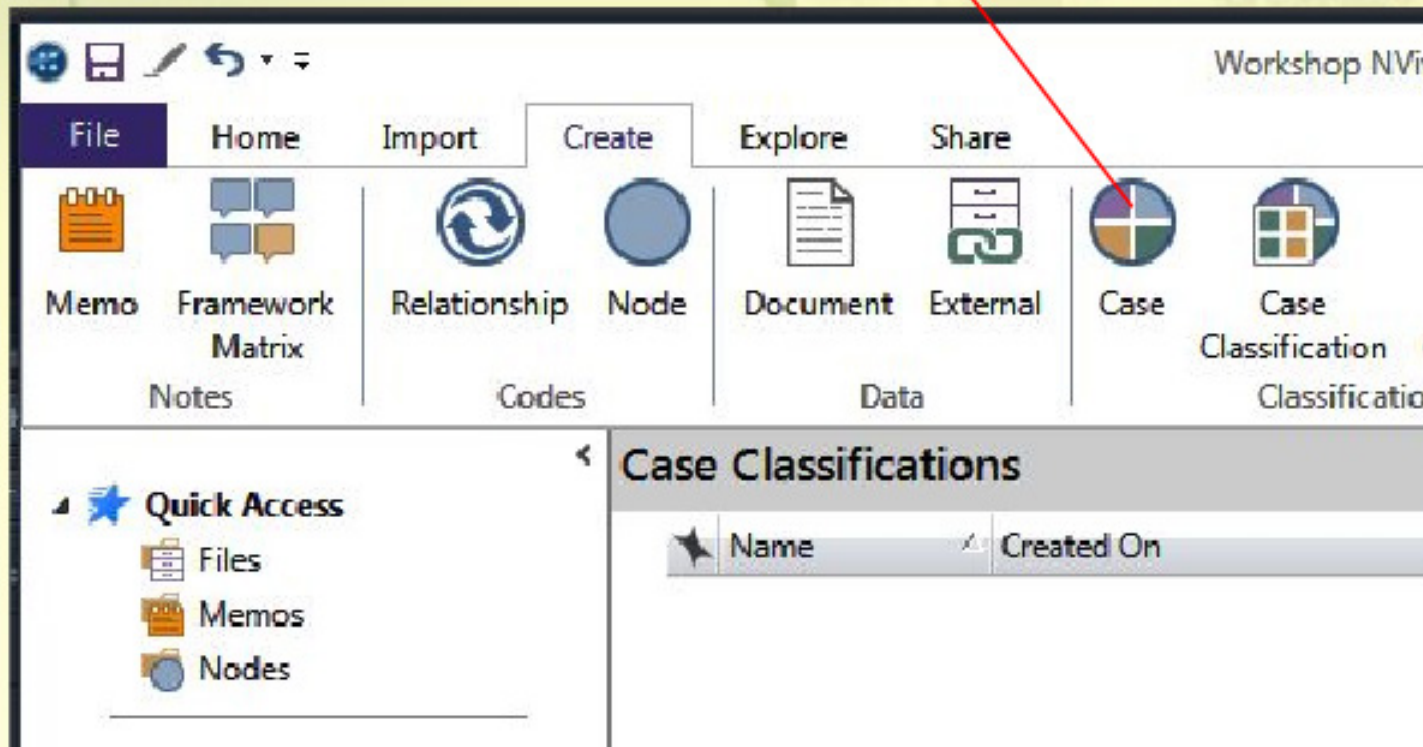 Workshop NVi
File Home Import Create Explore Share
Memo Framework Matrix Relationship Node Document External Case Case Classification
Notes Codes Data Classificatio
Quick Access
Files
Memos
Nodes
Case Classifications
Name Created On